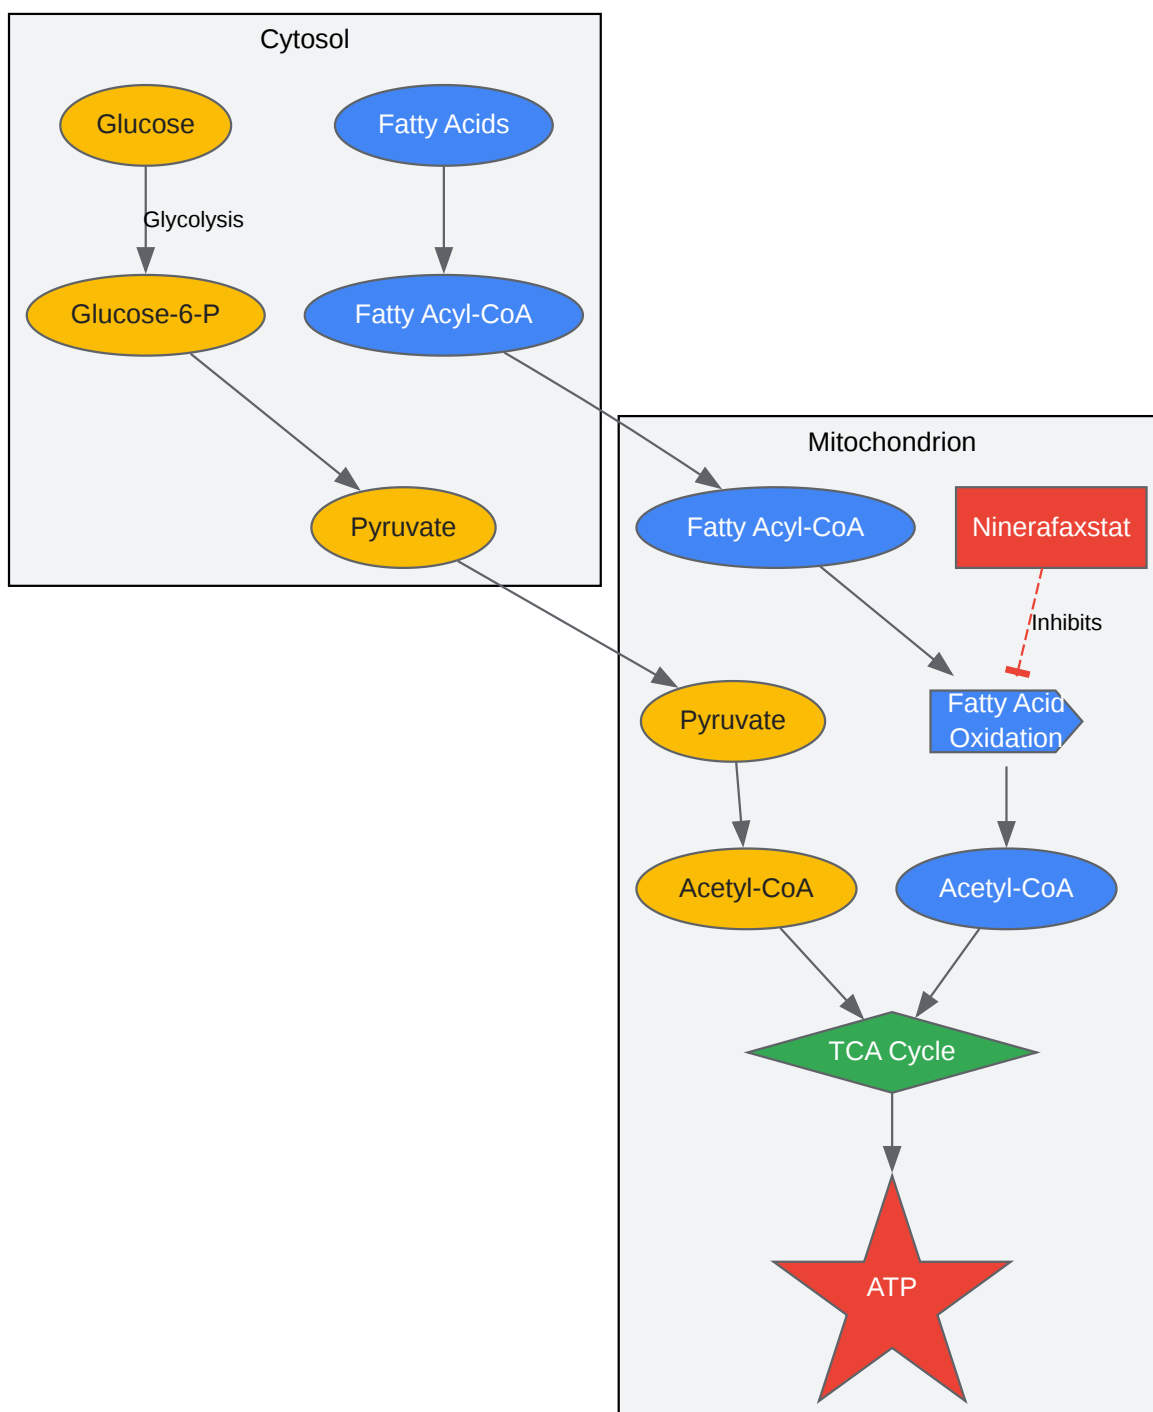 Cytosol
Glucose
Fatty Acids
Glycolysis
Glucose-6-P
Fatty Acyl-CoA
Pyruvate
Mitochondrion
Fatty Acyl-CoA
Ninerafaxstat
Inhibits
Pyruvate
Fatty Acid
Oxidation
Acetyl-CoA
Acetyl-CoA
TCA Cycle
ATP